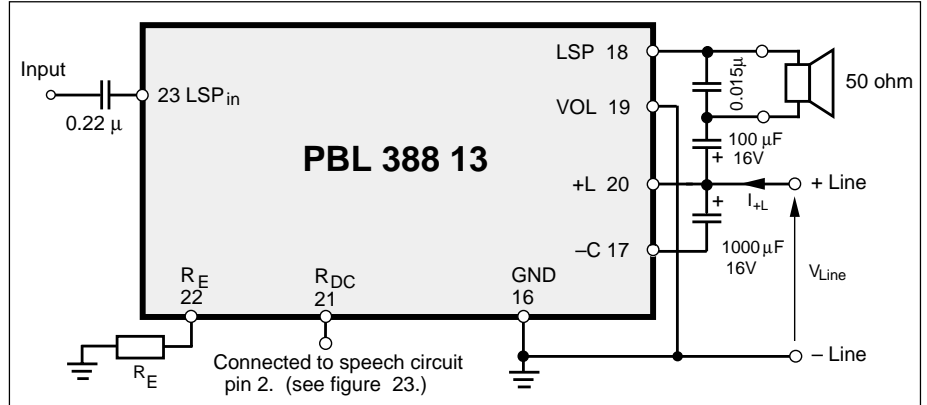 Input
0.22 µ
23 LSPin
PBL 388 13
LSP 18
VOL 19
+L 20
–C 17
0.015µ
50 ohm
100 µF
16V
+
+
I+L
+ Line
1000 µF
16V
VLine
– Line
RE
22
RDC
21
GND
16
RE
Connected to speech circuit
pin 2. (see figure 23.)